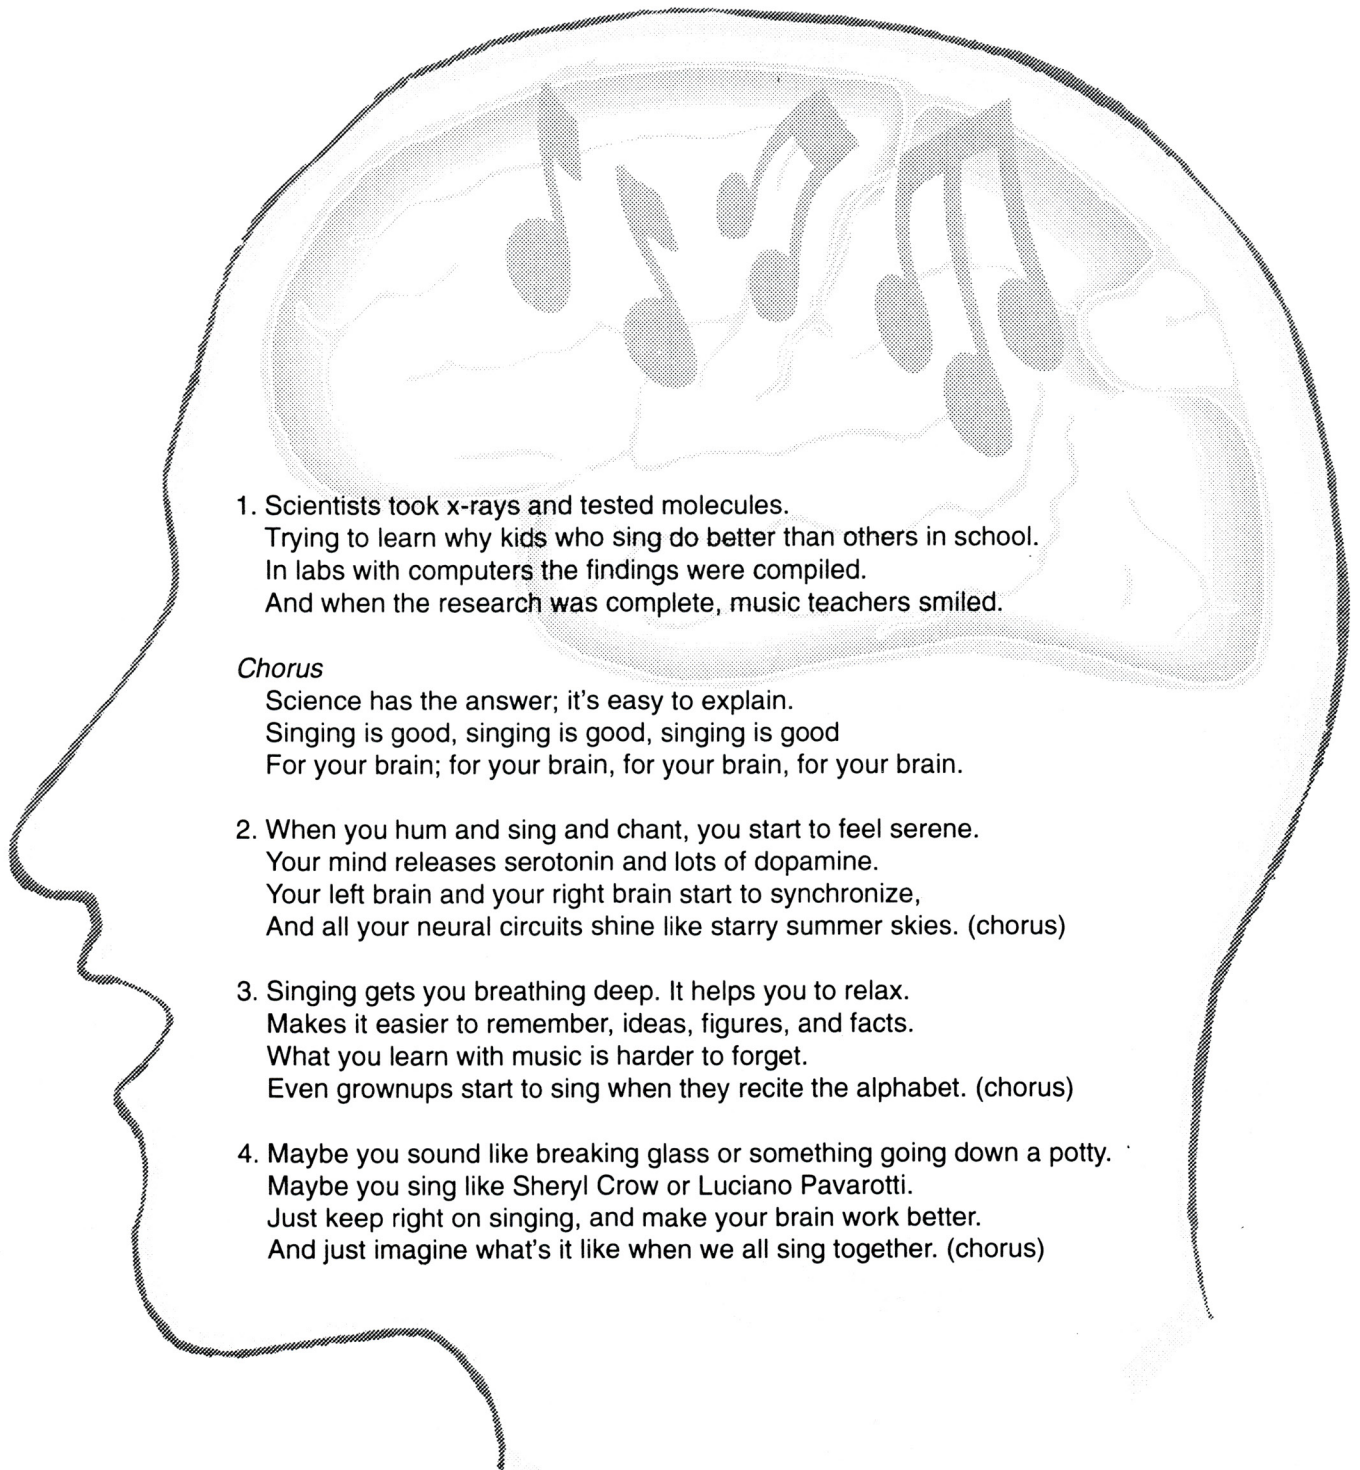 1. Scientists took x-rays and tested molecules.
Trying to learn why kids who sing do better than others in school.
In labs with computers the findings were compiled.
And when the research was complete, music teachers smiled.
Chorus
Science has the answer; it's easy to explain.
Singing is good, singing is good, singing is good
For your brain; for your brain, for your brain, for your brain.
2. When you hum and sing and chant, you start to feel serene.
Your mind releases serotonin and lots of dopamine.
Your left brain and your right brain start to synchronize,
And all your neural circuits shine like starry summer skies. (chorus)
3. Singing gets you breathing deep. It helps you to relax.
Makes it easier to remember, ideas, figures, and facts.
What you learn with music is harder to forget.
Even grownups start to sing when they recite the alphabet. (chorus)
4. Maybe you sound like breaking glass or something going down a potty.
Maybe you sing like Sheryl Crow or Luciano Pavarotti.
Just keep right on singing, and make your brain work better.
And just imagine what's it like when we all sing together. (chorus)